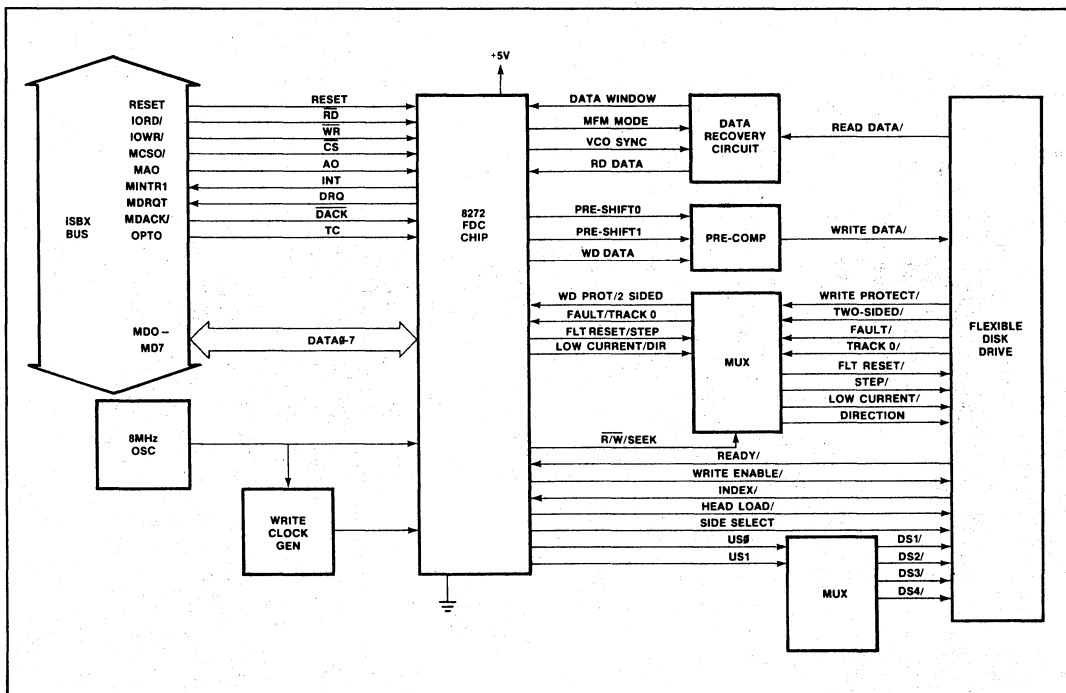 +5V
RESET
IORD/
IOWR/
MCSO/
MAO
MINTR1
MDRQT
MDACK/
OPTO
iSBX
BUS
MDO –
MD7
RESET
RD
WR
CS
AO
INT
DRQ
DACK
TC
DATAØ-7
8MHz
OSC
WRITE
CLOCK
GEN
8272
FDC
CHIP
DATA WINDOW
MFM MODE
VCO SYNC
RD DATA
DATA
RECOVERY
CIRCUIT
READ DATA/
PRE-SHIFT0
PRE-SHIFT1
WD DATA
PRE-COMP
WRITE DATA/
WD PROT/2 SIDED
FAULT/TRACK 0
FLT RESET/STEP
LOW CURRENT/DIR
MUX
WRITE PROTECT/
TWO-SIDED/
FAULT/
TRACK 0/
FLT RESET/
STEP/
LOW CURRENT/
DIRECTION
R/W/SEEK
READY/
WRITE ENABLE/
INDEX/
HEAD LOAD/
SIDE SELECT
USØ
US1
MUX
DS1/
DS2/
DS3/
DS4/
FLEXIBLE
DISK
DRIVE